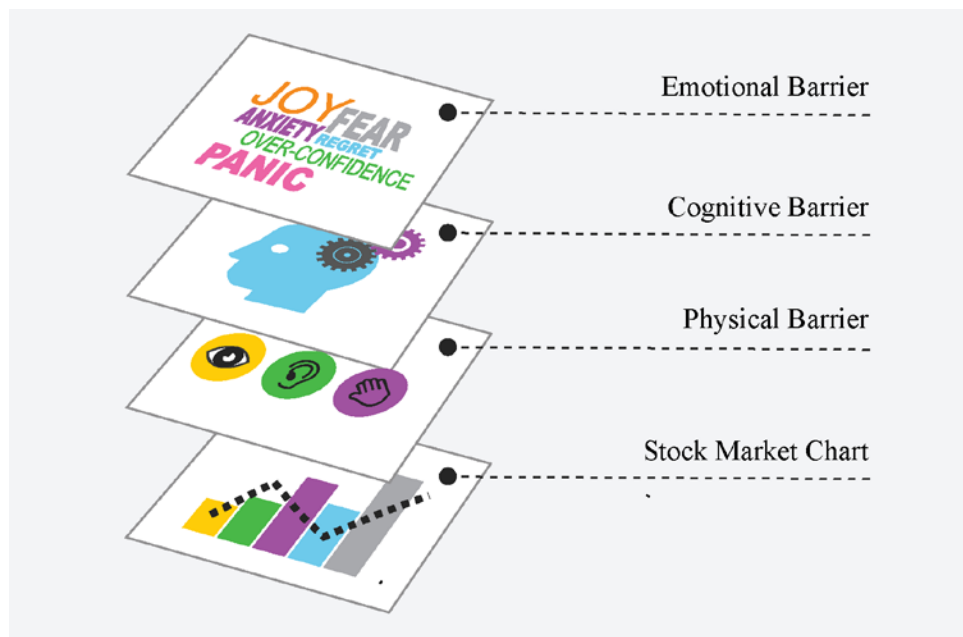 Emotional Barrier
JOY
FEAR
ANXIETY
REGRET
OVER-CONFIDENCE
PANIC
Cognitive Barrier
Physical Barrier
Stock Market Chart